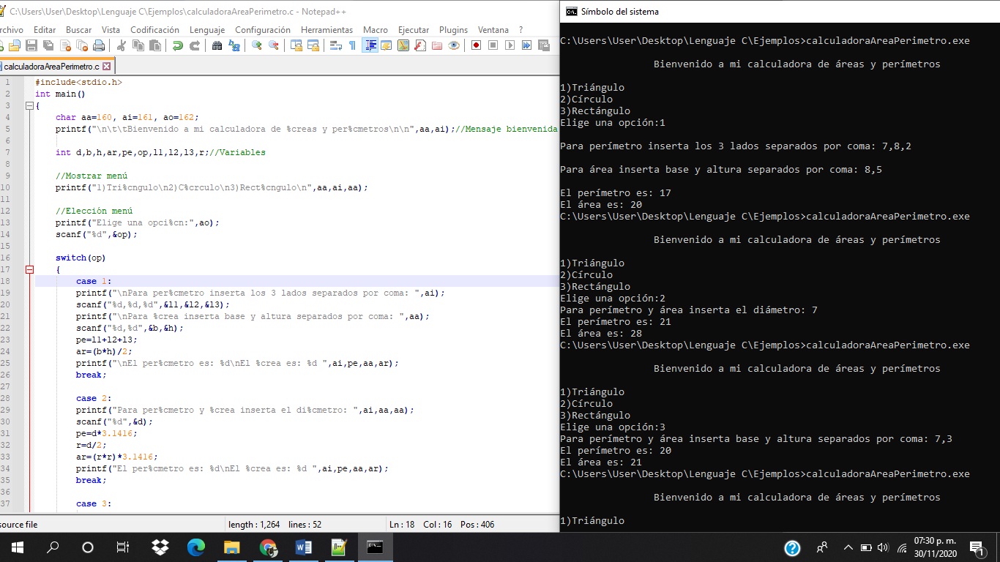 C:\Users\User\Desktop\Lenguaje C\Ejemplos\calculadoraAreaPerimetro.c - Notepad++
rchivo Editar Buscar Vista Codificación Lenguaje Configuración Herramientas Macro Ejecutar Plugins Ventana ?
calculadoraAreaPerimetro.c
1 #include<stdio.h>
2 int main()
3 {
4 char aa=160, ai=161, ao=162;
5 printf("\n\t\tBienvenido a mi calculadora de %creas y per%cmetros\n\n",aa,ai);//Mensaje bienvenida
6
7 int d,b,h,ar,pe,op,l1,l2,l3,r;//Variables
8
9 //Mostrar menú
10 printf("1)Tri%cngulo\n2)C%crculo\n3)Rect%cngulo\n",aa,ai,aa);
11
12 //Elección menú
13 printf("Elige una opci%cn:",ao);
14 scanf("%d",&op);
15
16 switch(op)
17 {
18 case 1:
19 printf("\nPara per%cmetro inserta los 3 lados separados por coma: ",ai);
20 scanf("%d,%d,%d",&l1,&l2,&l3);
21 printf("\nPara %crea inserta base y altura separados por coma: ",aa);
22 scanf("%d,%d",&b,&h);
23 pe=l1+l2+l3;
24 ar=(b*h)/2;
25 printf("\nEl per%cmetro es: %d\nEl %crea es: %d ",ai,pe,aa,ar);
26 break;
27
28 case 2:
29 printf("Para per%cmetro y %crea inserta el di%cmetro: ",ai,aa,aa);
30 scanf("%d",&d);
31 pe=d*3.1416;
32 r=d/2;
33 ar=(r*r)*3.1416;
34 printf("El per%cmetro es: %d\nEl %crea es: %d ",ai,pe,aa,ar);
35 break;
36
37 case 3:
source file length : 1,264 lines : 52 Ln : 18 Col : 16 Pos : 406
Símbolo del sistema
C:\Users\User\Desktop\Lenguaje C\Ejemplos>calculadoraAreaPerimetro.exe
Bienvenido a mi calculadora de áreas y perímetros
1)Triángulo
2)Círculo
3)Rectángulo
Elige una opción:1
Para perímetro inserta los 3 lados separados por coma: 7,8,2
Para área inserta base y altura separados por coma: 8,5
El perímetro es: 17
El área es: 20
C:\Users\User\Desktop\Lenguaje C\Ejemplos>calculadoraAreaPerimetro.exe
Bienvenido a mi calculadora de áreas y perímetros
1)Triángulo
2)Círculo
3)Rectángulo
Elige una opción:2
Para perímetro y área inserta el diámetro: 7
El perímetro es: 21
El área es: 28
C:\Users\User\Desktop\Lenguaje C\Ejemplos>calculadoraAreaPerimetro.exe
Bienvenido a mi calculadora de áreas y perímetros
1)Triángulo
2)Círculo
3)Rectángulo
Elige una opción:3
Para perímetro y área inserta base y altura separados por coma: 7,3
El perímetro es: 20
El área es: 21
C:\Users\User\Desktop\Lenguaje C\Ejemplos>calculadoraAreaPerimetro.exe
Bienvenido a mi calculadora de áreas y perímetros
1)Triángulo
07:30 p. m.
30/11/2020
1